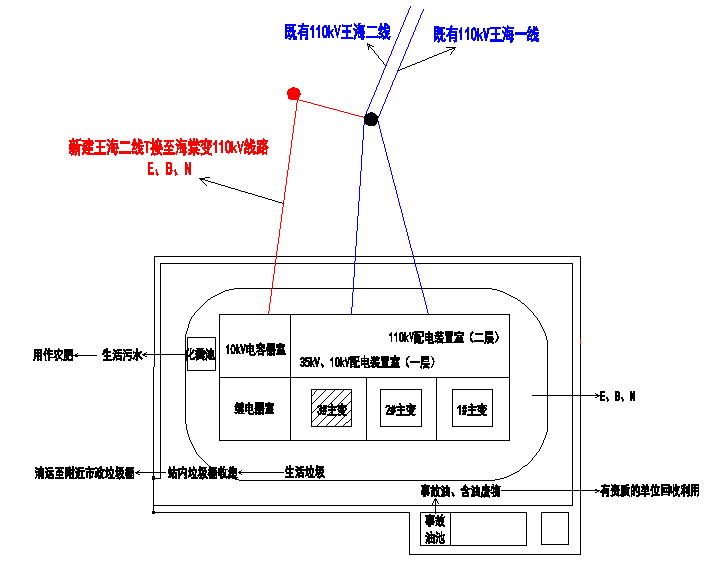 既有110kV王海二线
既有110kV王海一线
新建王海二线T接至海棠变110kV线路
E、B、N
110kV配电装置室（二层）
10kV电容器室
35kV、10kV配电装置室（一层）
化粪池
生活污水
用作农肥
继电器室
3#主变
2#主变
1#主变
E、B、N
清运至附近市政垃圾箱
站内垃圾箱收集
生活垃圾
事故油、含油废物
有资质的单位回收利用
事故
油池